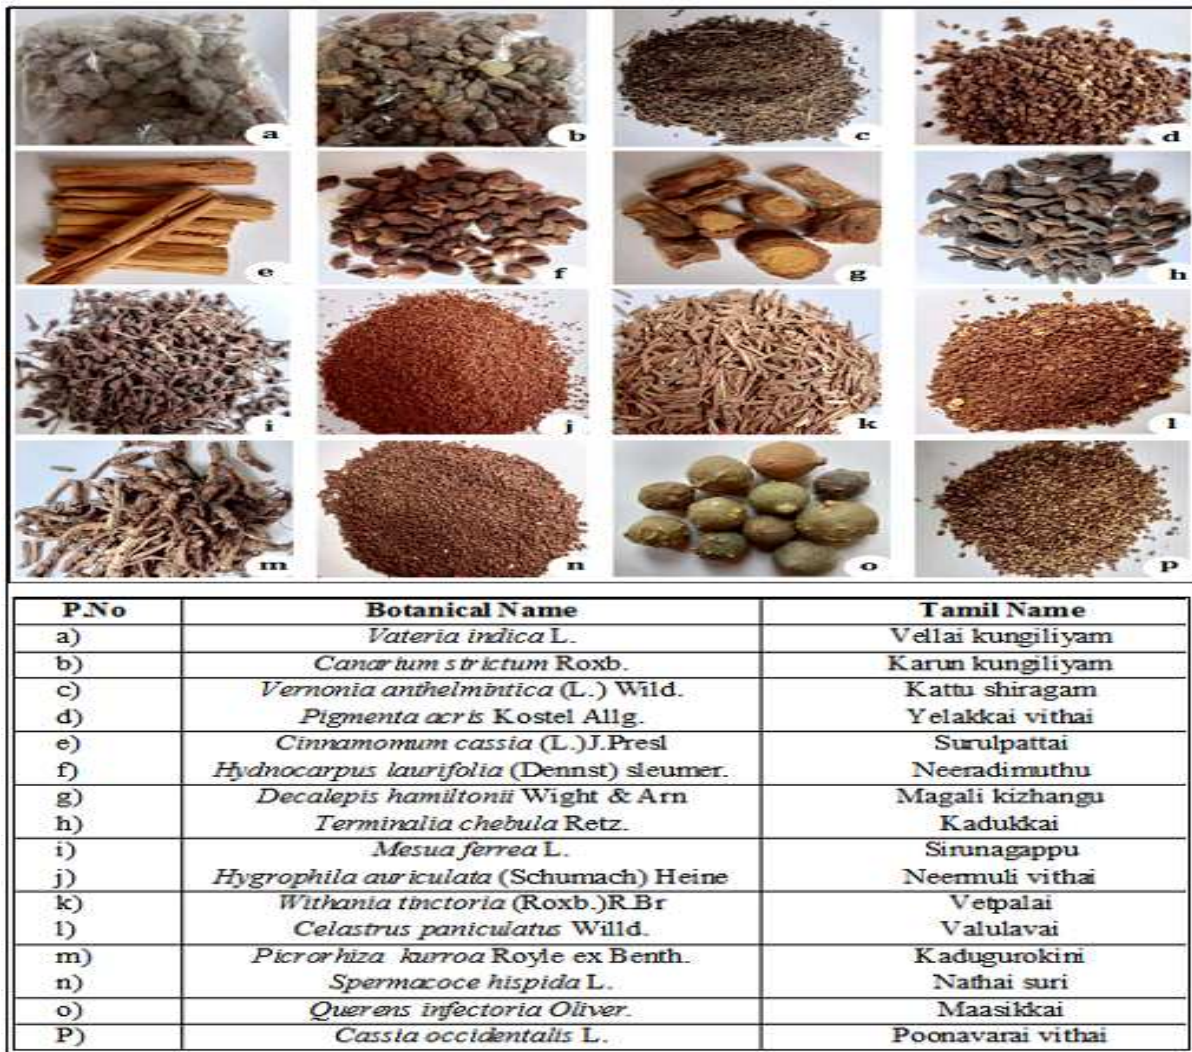 a
b
c
d
e
f
g
h
i
j
k
l
m
n
o
p
P.No Botanical Name Tamil Name
a) Vateria indica L. Vellai kungiliyam
b) Canarium strictum Roxb. Karun kungiliyam
c) Vernonia anthelmintica (L.) Wild. Kattu shiragam
d) Pigmenta acris Kostel Allg. Yelakkai vithai
e) Cinnamomum cassia (L.)J.Presl Surulpattai
f) Hydnocarpus laurifolia (Dennst) sleumer. Neeradimuthu
g) Decalepis hamiltonii Wight & Arn Magali kizhangu
h) Terminalia chebula Retz. Kadukkai
i) Mesua ferrea L. Sirunagappu
j) Hygrophila auriculata (Schumach) Heine Neermuli vithai
k) Withania tinctoria (Roxb.)R.Br Vetpalai
l) Celastrus paniculatus Willd. Valulavai
m) Picrorhiza kurroa Royle ex Benth. Kadugurokini
n) Spermacoce hispida L. Nathai suri
o) Querens infectoria Oliver. Maasikkai
P) Cassia occidentalis L. Poonavarai vithai